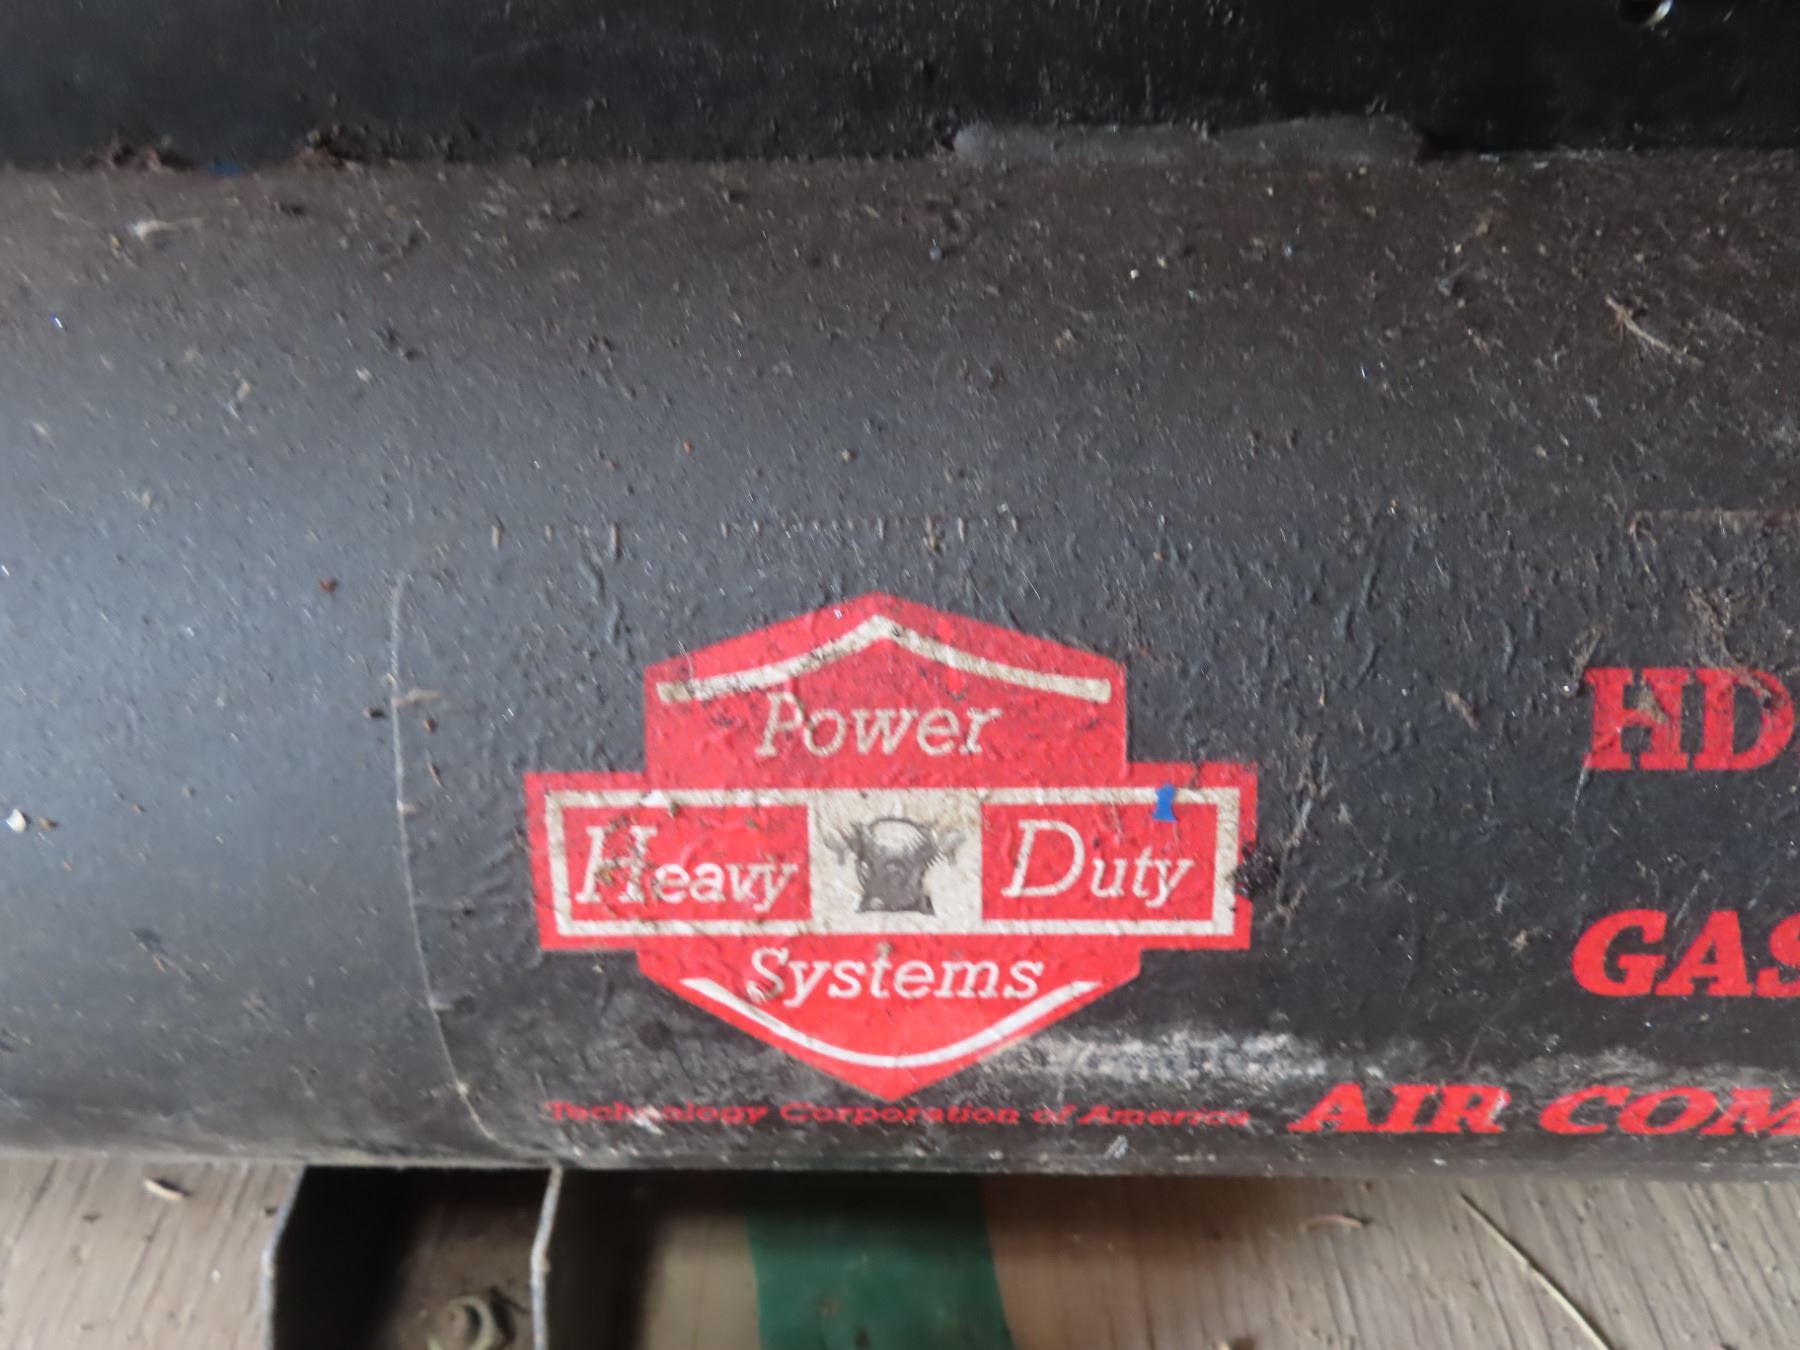 Power
Heavy Duty
Systems
Technology Corporation of America
HD
GAS
AIR COM